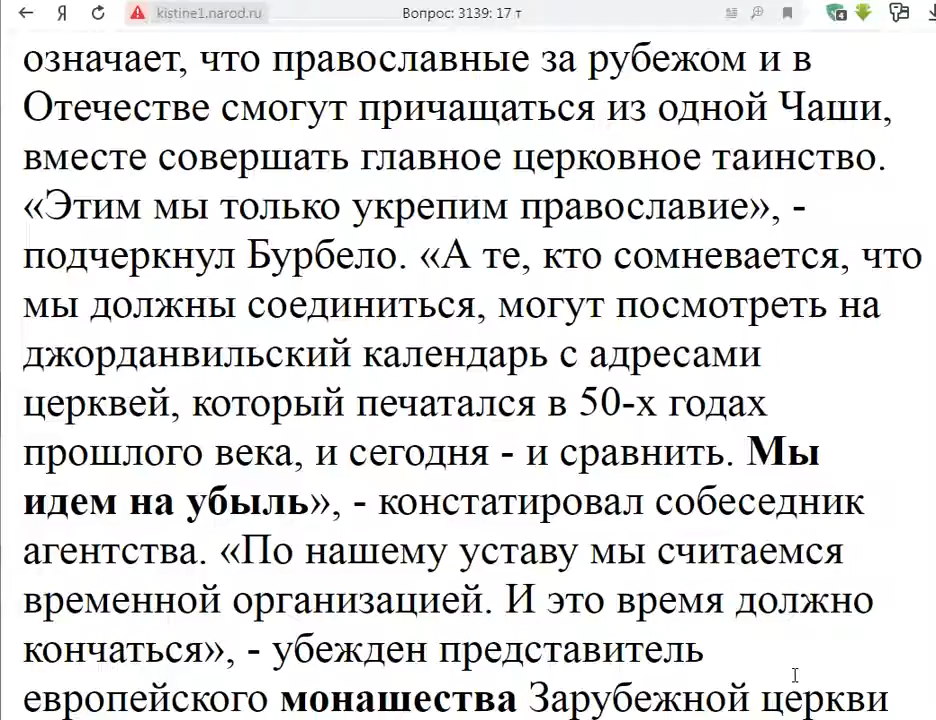 kistine1.narod.ru
Вопрос: 3139: 17 т
означает, что православные за рубежом и в
Отечестве смогут причащаться из одной Чаши,
вместе совершать главное церковное таинство.
«Этим мы только укрепим православие», -
подчеркнул Бурбело. «А те, кто сомневается, что
мы должны соединиться, могут посмотреть на
джорданвильский календарь с адресами
церквей, который печатался в 50-х годах
прошлого века, и сегодня - и сравнить. Мы
идем на убыль», - констатировал собеседник
агентства. «По нашему уставу мы считаемся
временной организацией. И это время должно
кончаться», - убежден представитель
европейского монашества Зарубежной церкви